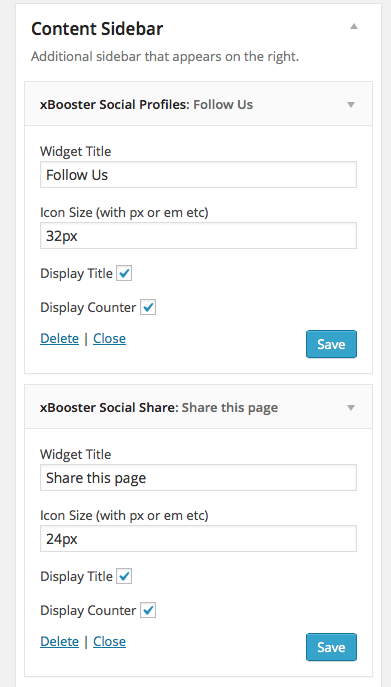 Content Sidebar
Additional sidebar that appears on the right.
xBooster Social Profiles: Follow Us
Widget Title
Follow Us
Icon Size (with px or em etc)
32px
Display Title
Display Counter
Delete | Close
Save
xBooster Social Share: Share this page
Widget Title
Share this page
Icon Size (with px or em etc)
24px
Display Title
Display Counter
Delete | Close
Save